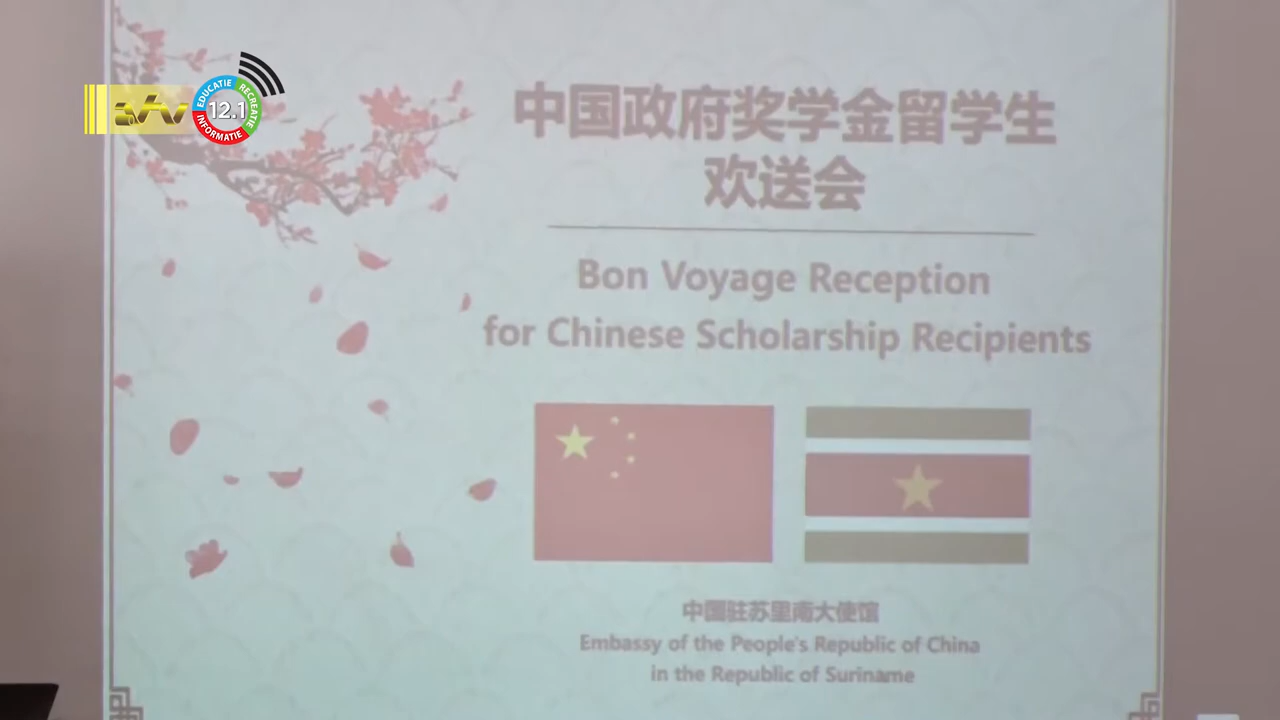 EDUCATIE
RECREATIE
INFORMATIE
12.1
中国政府奖学金留学生
欢送会
Bon Voyage Reception
for Chinese Scholarship Recipients
中国驻苏里南大使馆
Embassy of the People's Republic of China
in the Republic of Suriname